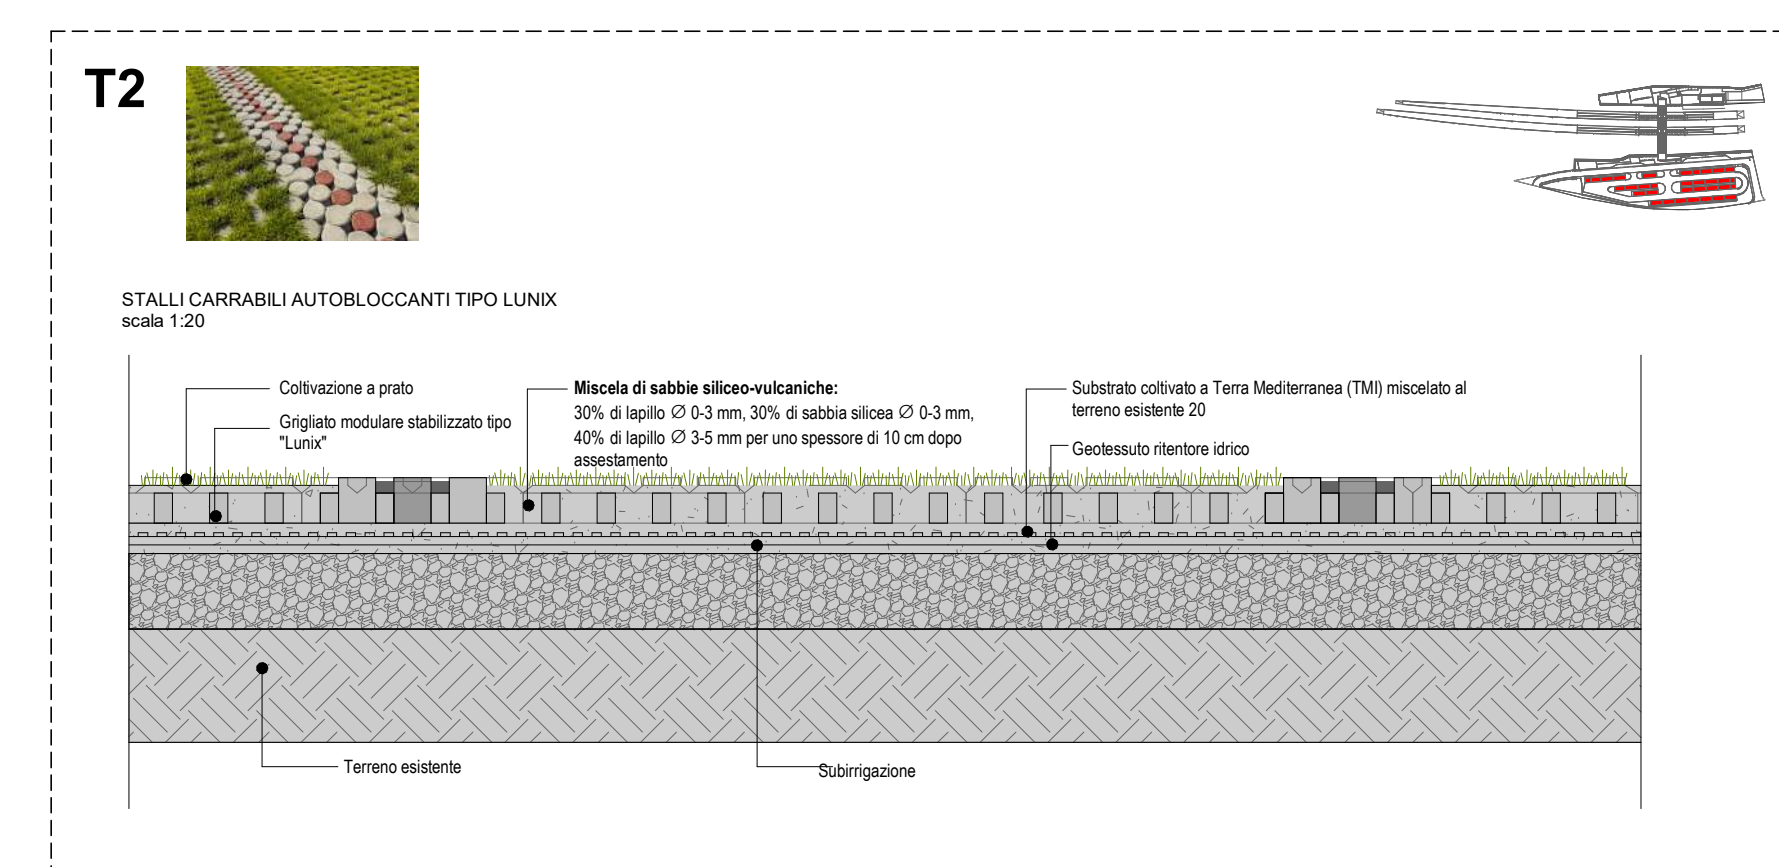 T2
STALLI CARRABILI AUTOBLOCCANTI TIPO LUNIX
scala 1:20
Coltivazione a prato
Grigliato modulare stabilizzato tipo
"Lunix"
Miscela di sabbie siliceo-vulcaniche:
30% di lapillo ∅ 0-3 mm, 30% di sabbia silicea ∅ 0-3 mm,
40% di lapillo ∅ 3-5 mm per uno spessore di 10 cm dopo
assestamento
Substrato coltivato a Terra Mediterranea (TMI) miscelato al
terreno esistente 20
Geotessuto ritentore idrico
Terreno esistente
Subirrigazione